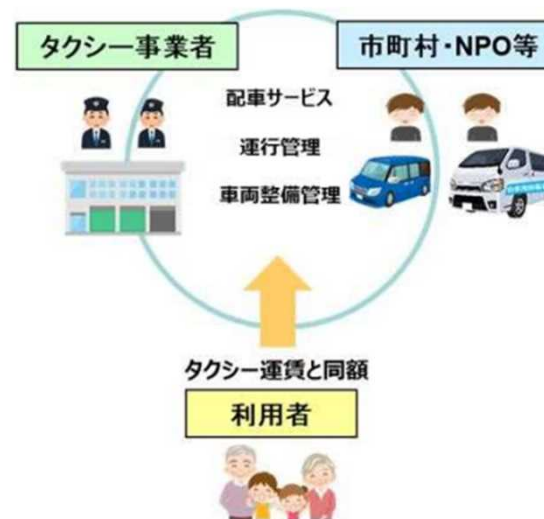 タクシー事業者
市町村・NPO等
配車サービス
運行管理
車両整備管理
タクシー運賃と同額
利用者